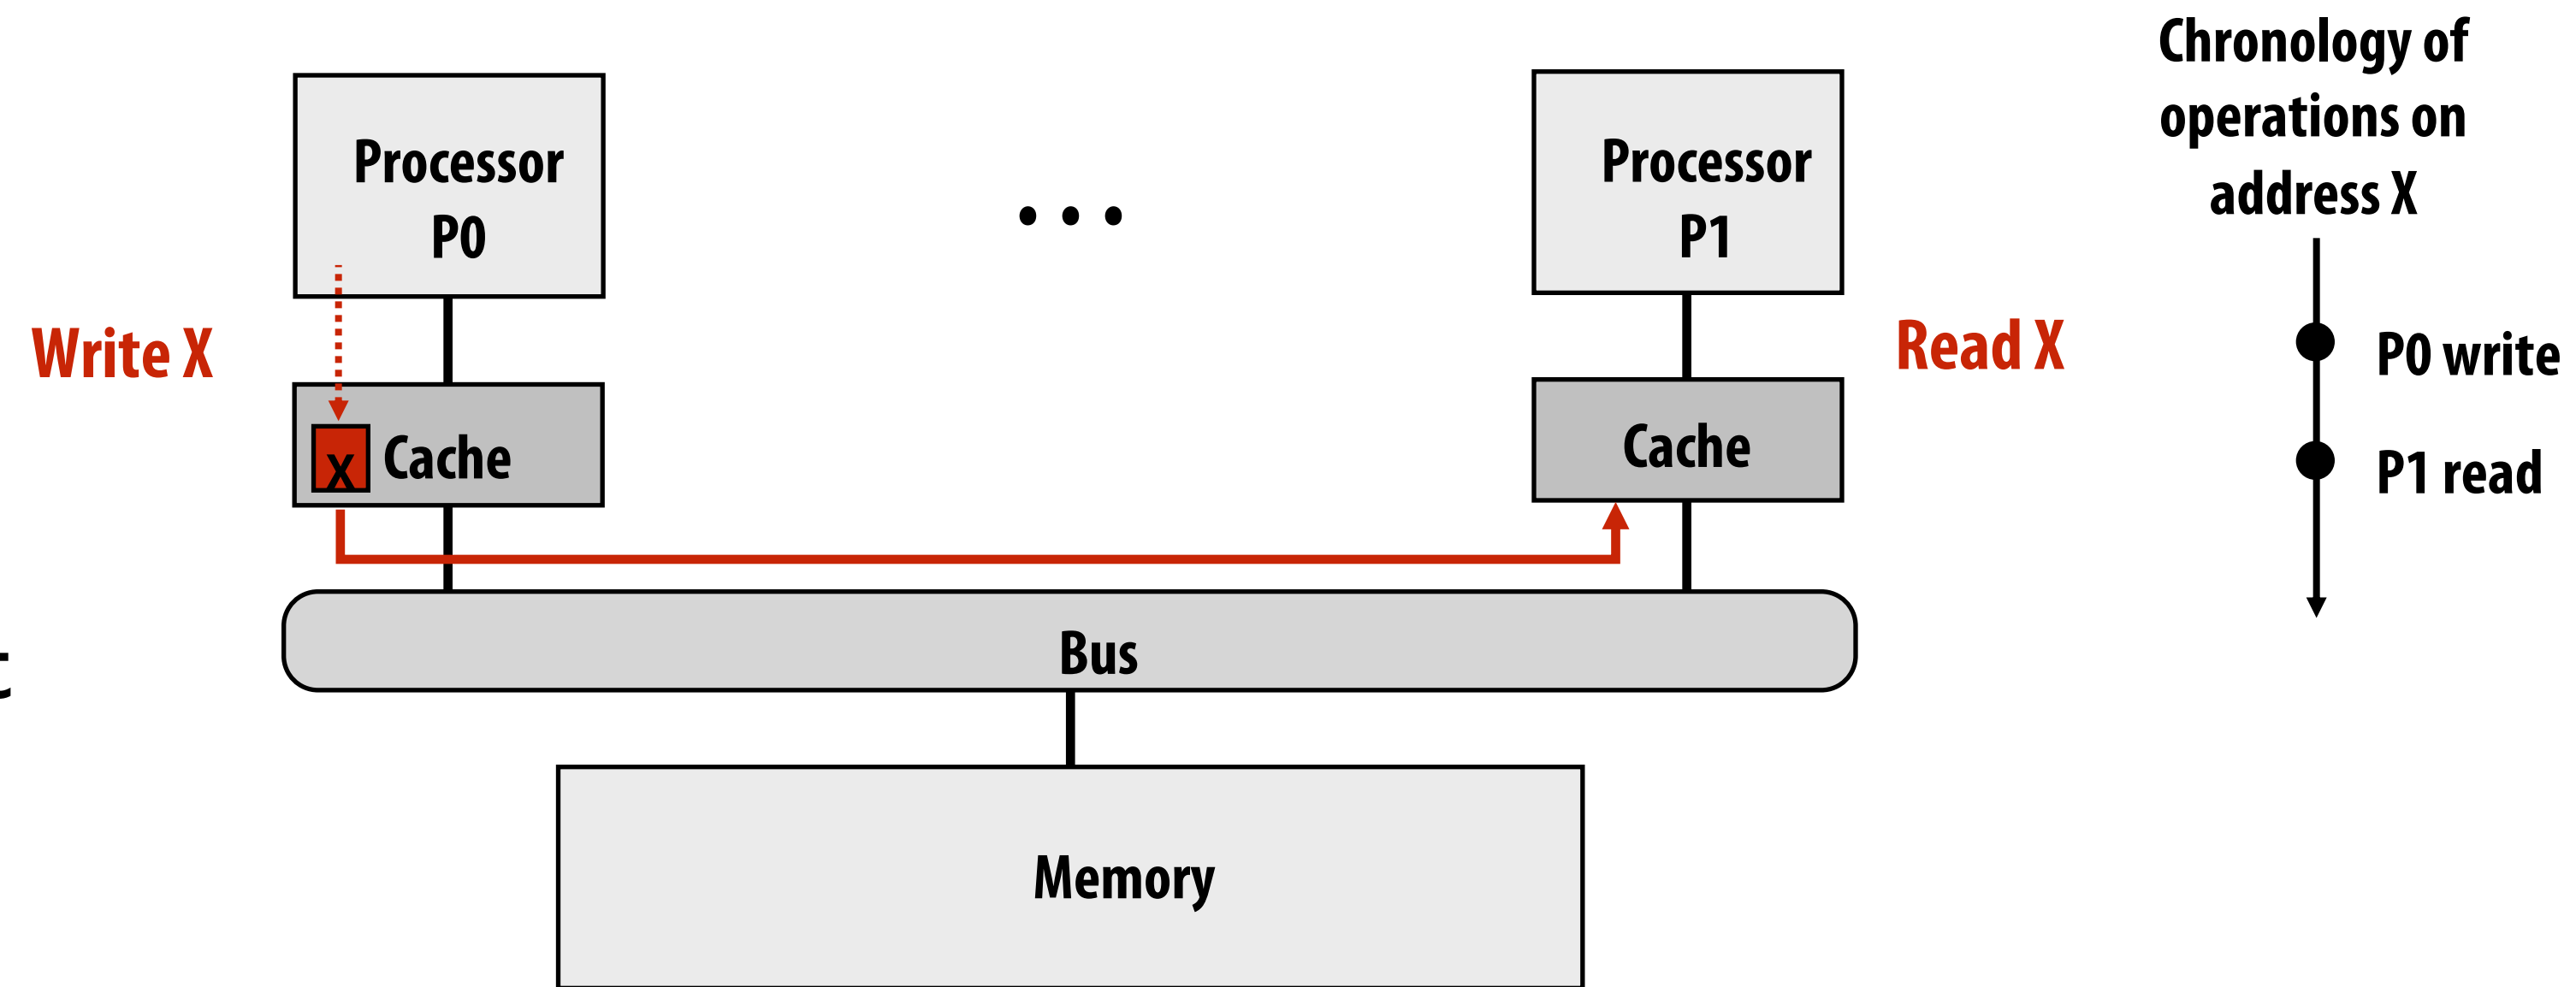 Chronology of
operations on
address X
Processor
P0
Processor
P1
Write X
Read X
P0 write
X Cache
Cache
P1 read
t
Bus
Memory